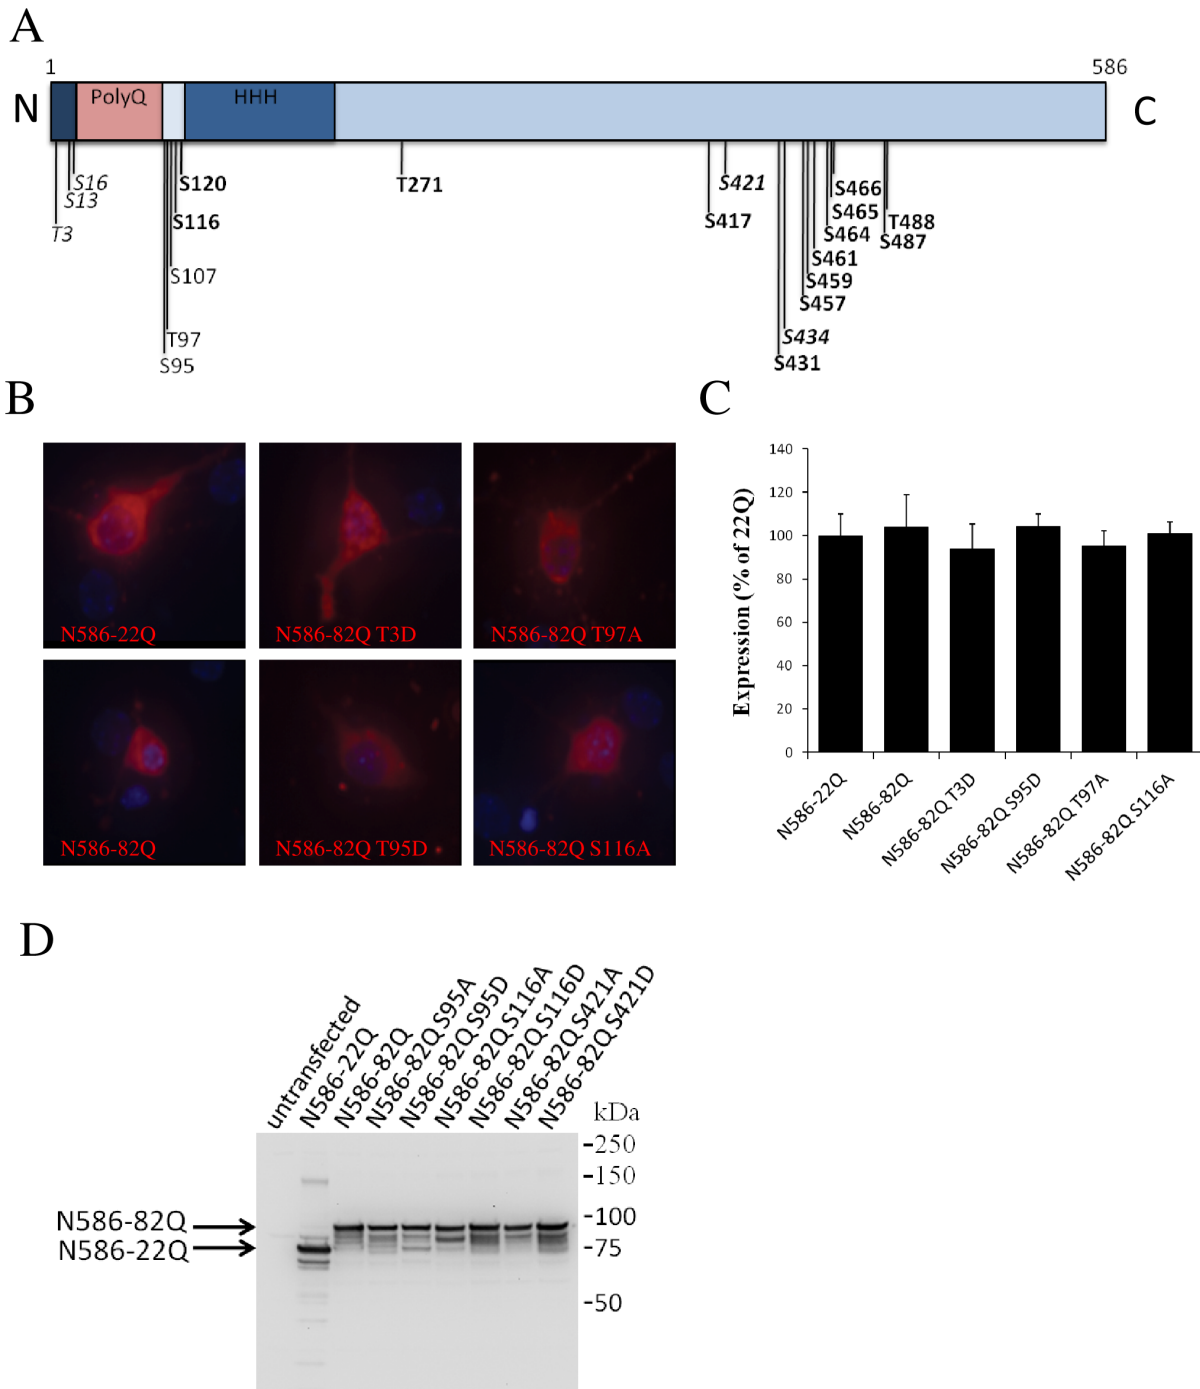 A
1
586
N
PolyQ
HHH
C
S16
S13
T3
S120
S116
S107
T97
S95
T271
S421
S417
S466
S465
S464
T488
S487
S461
S459
S457
S434
S431
B
N586-22Q
N586-82Q T3D
N586-82Q T97A
N586-82Q
N586-82Q T95D
N586-82Q S116A
C
Expression (% of 22Q)
140
120
100
80
60
40
20
0
N586-22Q
N586-82Q
N586-82Q T3D
N586-82Q S95D
N586-82Q T97A
N586-82Q S116A
D
untransfected
N586-22Q
N586-82Q
N586-82Q S95A
N586-82Q S95D
N586-82Q S116A
N586-82Q S116D
N586-82Q S421A
N586-82Q S421D
kDa
-250
-150
-100
-75
-50
N586-82Q
N586-22Q